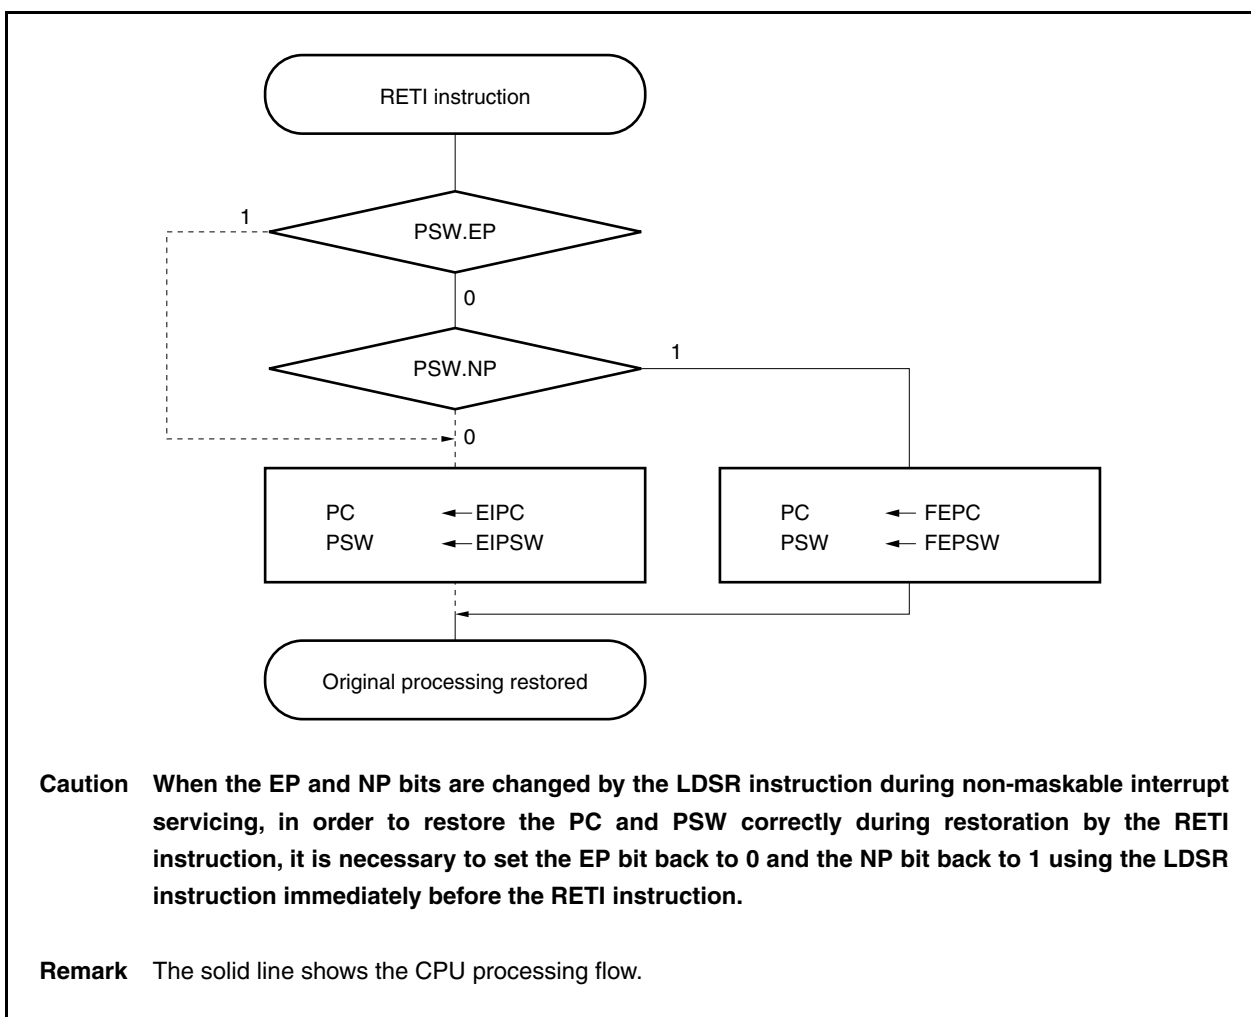 RETI instruction
1
PSW.EP
0
PSW.NP
1
0
PC ← EIPC
PSW ← EIPSW
PC ← FEPC
PSW ← FEPSW
Original processing restored
Caution When the EP and NP bits are changed by the LDSR instruction during non-maskable interrupt
servicing, in order to restore the PC and PSW correctly during restoration by the RETI
instruction, it is necessary to set the EP bit back to 0 and the NP bit back to 1 using the LDSR
instruction immediately before the RETI instruction.
Remark The solid line shows the CPU processing flow.